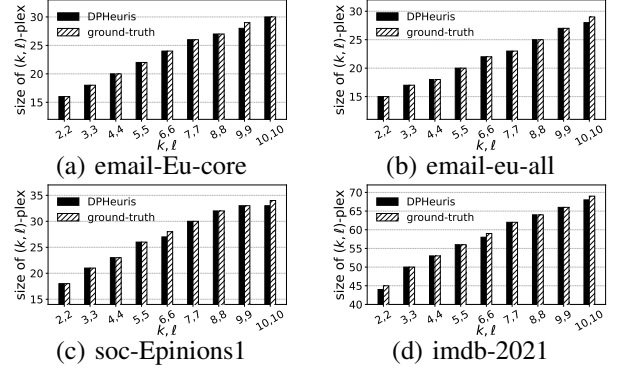 size of (k, ℓ)-plex
30
25
20
15
DPHeuris
ground-truth
2,2 3,3 4,4 5,5 6,6 7,7 8,8 9,9 10,10
k, ℓ
(a) email-Eu-core
size of (k, ℓ)-plex
30
25
20
15
DPHeuris
ground-truth
2,2 3,3 4,4 5,5 6,6 7,7 8,8 9,9 10,10
k, ℓ
(b) email-eu-all
size of (k, ℓ)-plex
35
30
25
20
15
DPHeuris
ground-truth
2,2 3,3 4,4 5,5 6,6 7,7 8,8 9,9 10,10
k, ℓ
(c) soc-Epinions1
size of (k, ℓ)-plex
70
65
60
55
50
45
40
DPHeuris
ground-truth
2,2 3,3 4,4 5,5 6,6 7,7 8,8 9,9 10,10
k, ℓ
(d) imdb-2021